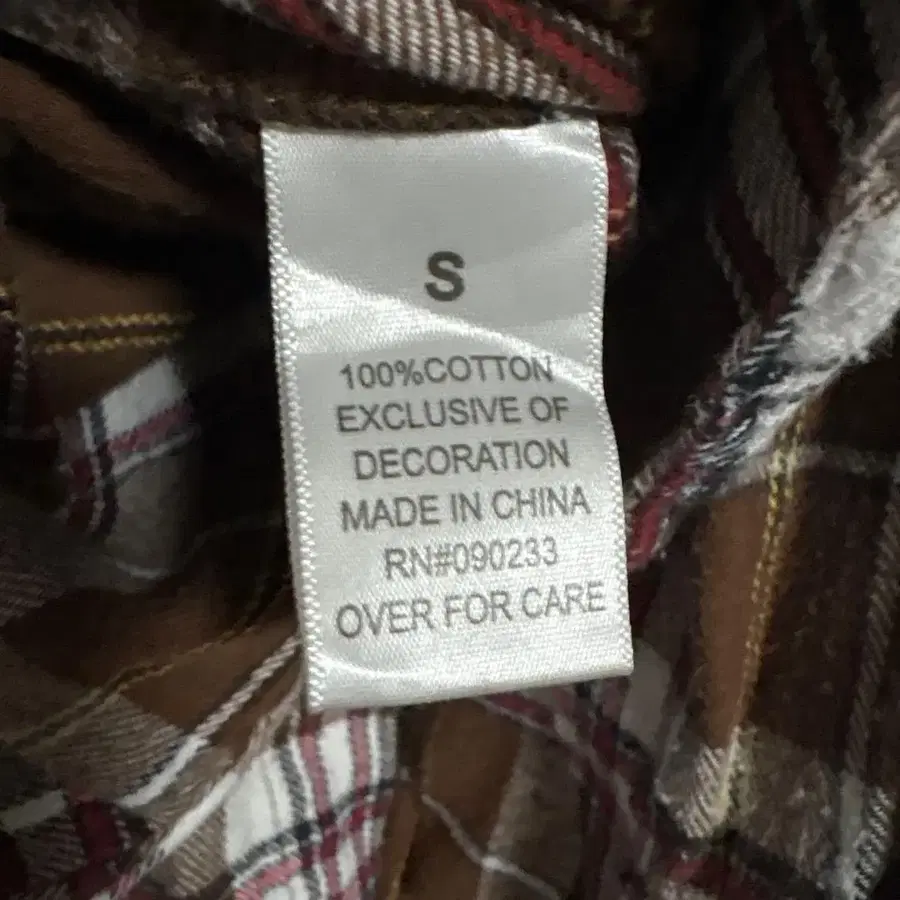 S
100%COTTON
EXCLUSIVE OF
DECORATION
MADE IN CHINA
RN#090233
OVER FOR CARE